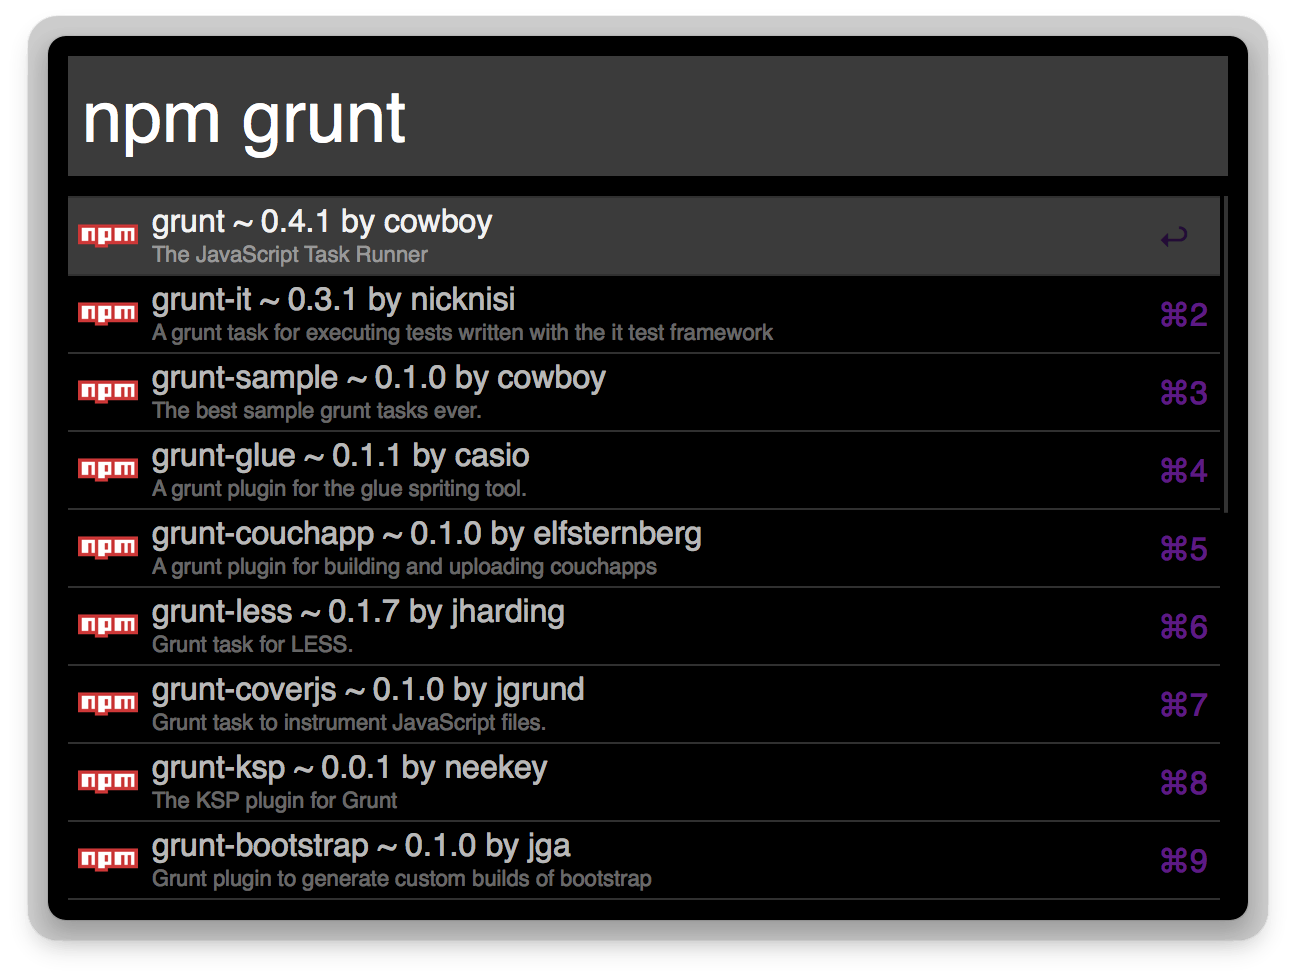 npm grunt
npm grunt ~ 0.4.1 by cowboy ↩
The JavaScript Task Runner
npm grunt-it ~ 0.3.1 by nicknisi ⌘2
A grunt task for executing tests written with the it test framework
npm grunt-sample ~ 0.1.0 by cowboy ⌘3
The best sample grunt tasks ever.
npm grunt-glue ~ 0.1.1 by casio ⌘4
A grunt plugin for the glue spriting tool.
npm grunt-couchapp ~ 0.1.0 by elfsternberg ⌘5
A grunt plugin for building and uploading couchapps
npm grunt-less ~ 0.1.7 by jharding ⌘6
Grunt task for LESS.
npm grunt-coverjs ~ 0.1.0 by jgrund ⌘7
Grunt task to instrument JavaScript files.
npm grunt-ksp ~ 0.0.1 by neekey ⌘8
The KSP plugin for Grunt
npm grunt-bootstrap ~ 0.1.0 by jga ⌘9
Grunt plugin to generate custom builds of bootstrap